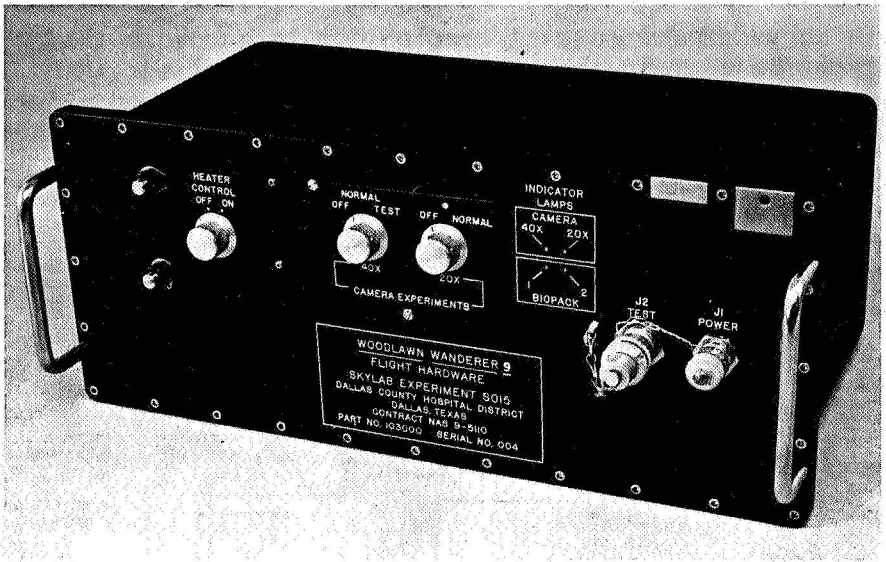 HEATER
CONTROL
OFF ON
NORMAL
OFF TEST
OFF NORMAL
40X
20X
CAMERA EXPERIMENTS
INDICATOR
LAMPS
CAMERA
40X 20X
1 2
BIOPACK
J2
TEST
J1
POWER
WOODLAWN WANDERER 9
FLIGHT HARDWARE
SKYLAB EXPERIMENT S015
DALLAS COUNTY HOSPITAL DISTRICT
DALLAS, TEXAS
CONTRACT NAS 9-5110
PART NO. 103000 SERIAL NO. 004